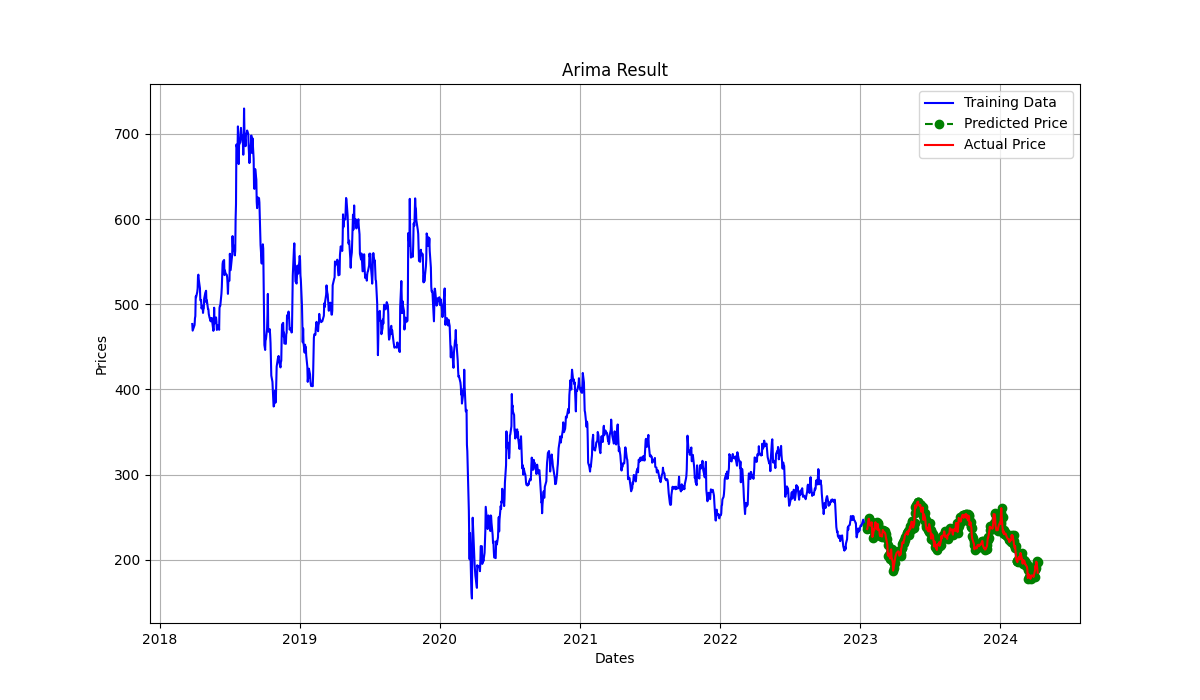 Arima Result
Training Data
Predicted Price
Actual Price
700
600
500
400
300
200
Prices
2018 2019 2020 2021 2022 2023 2024
Dates